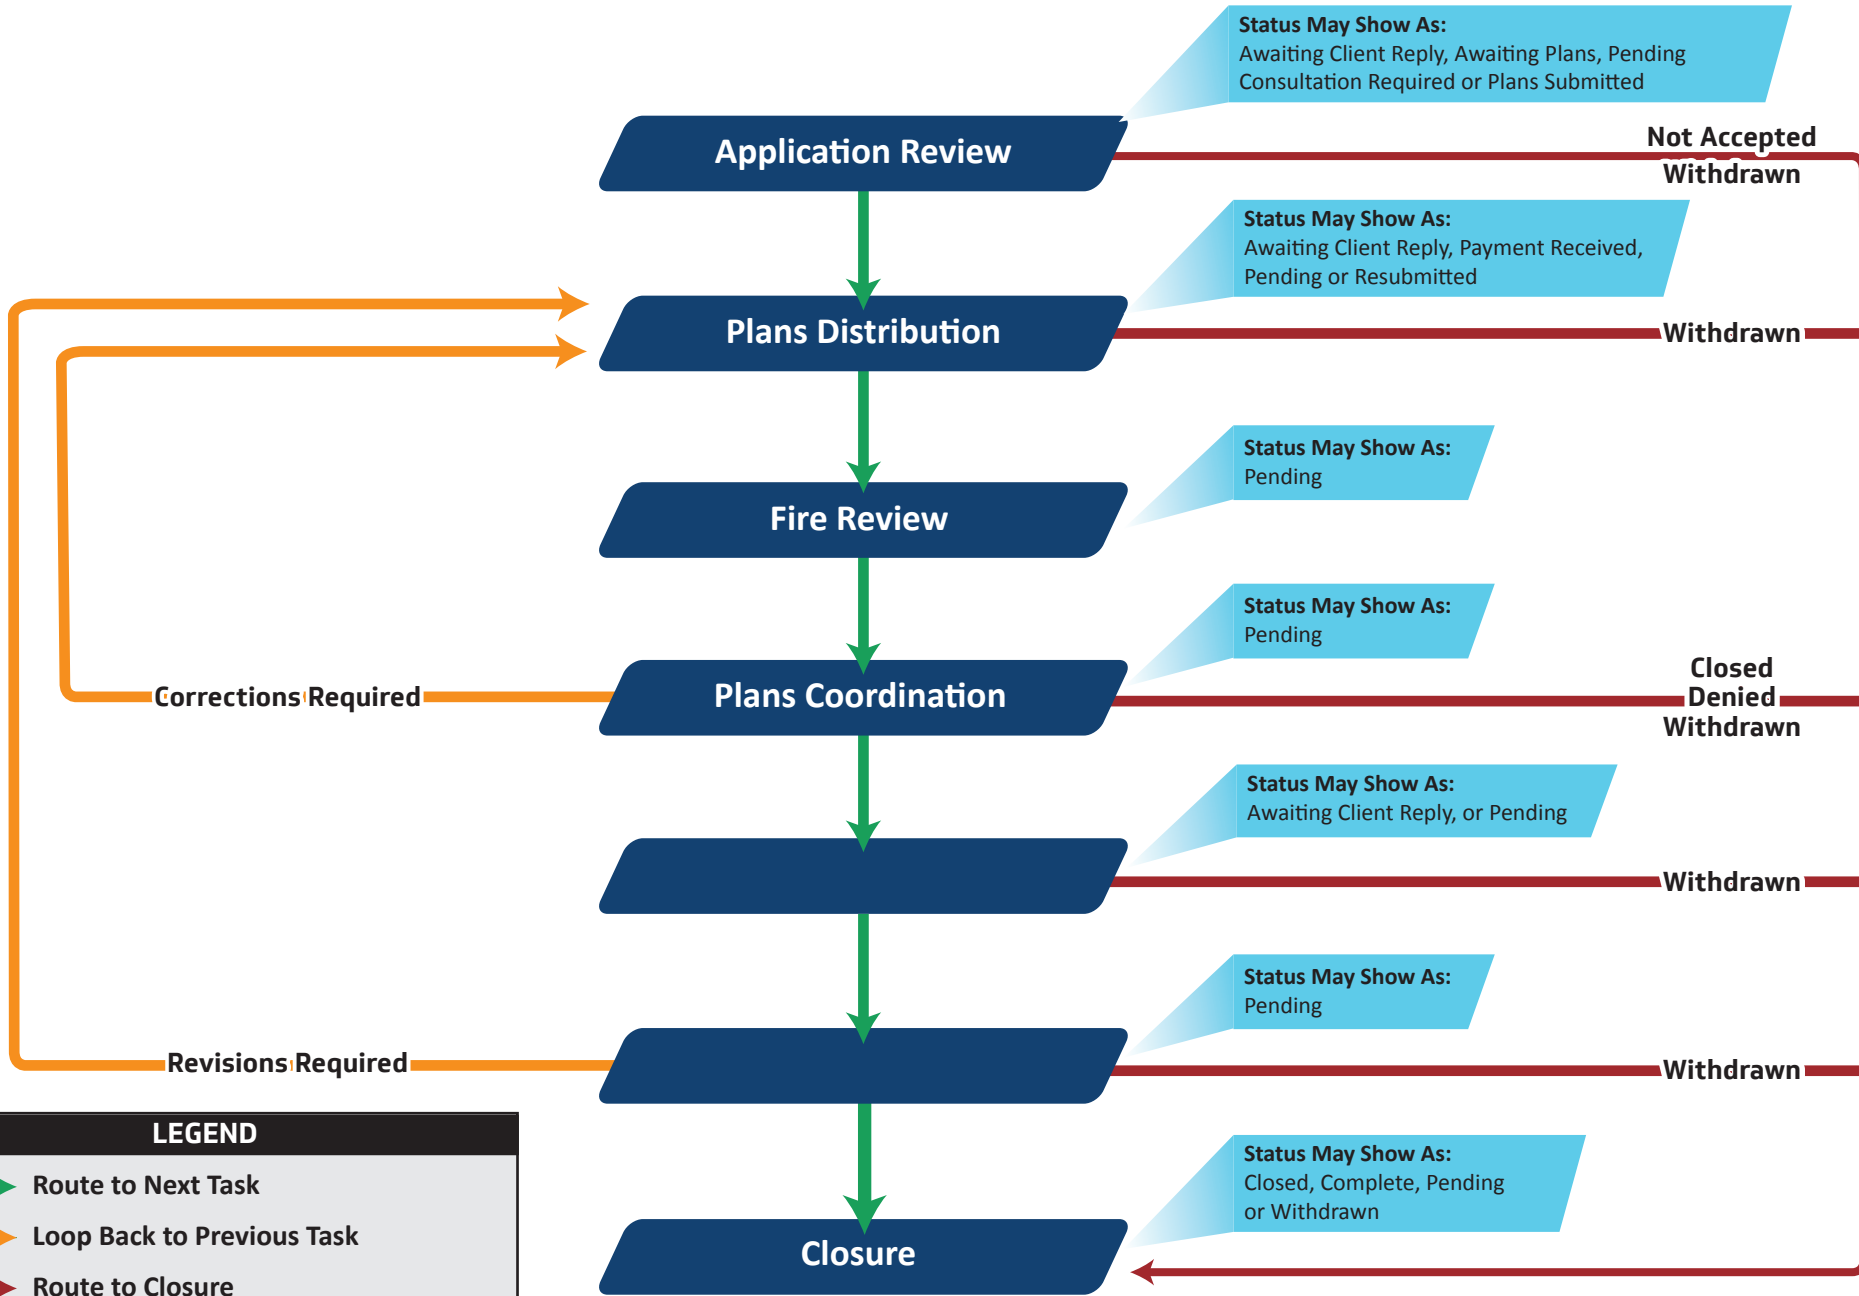 Status May Show As:
Awaiting Client Reply, Awaiting Plans, Pending
Consultation Required or Plans Submitted
Application Review
Not Accepted
Withdrawn
Status May Show As:
Awaiting Client Reply, Payment Received,
Pending or Resubmitted
Plans Distribution
Withdrawn
Status May Show As:
Pending
Fire Review
Status May Show As:
Pending
Corrections Required
Plans Coordination
Closed
Denied
Withdrawn
Status May Show As:
Awaiting Client Reply, or Pending
Withdrawn
Status May Show As:
Pending
Revisions Required
Withdrawn
LEGEND
Route to Next Task
Loop Back to Previous Task
Route to Closure
Status May Show As:
Closed, Complete, Pending
or Withdrawn
Closure